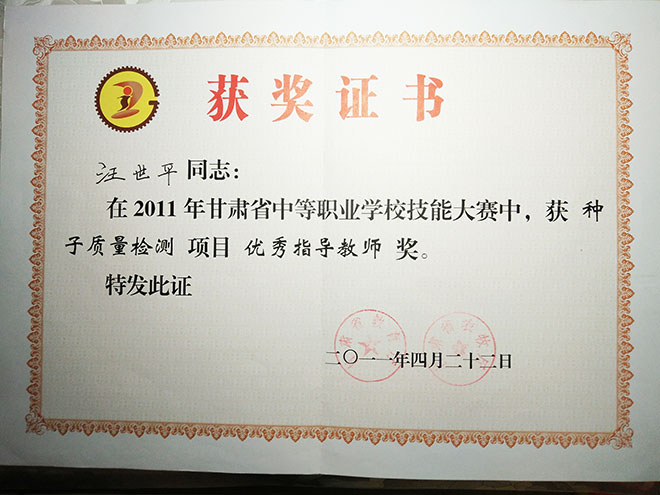 获奖证书
汪世平同志：
在2011年甘肃省中等职业学校技能大赛中，获 种
子质量检测 项目 优秀指导教师 奖。
特发此证
二〇一一年四月二十二日